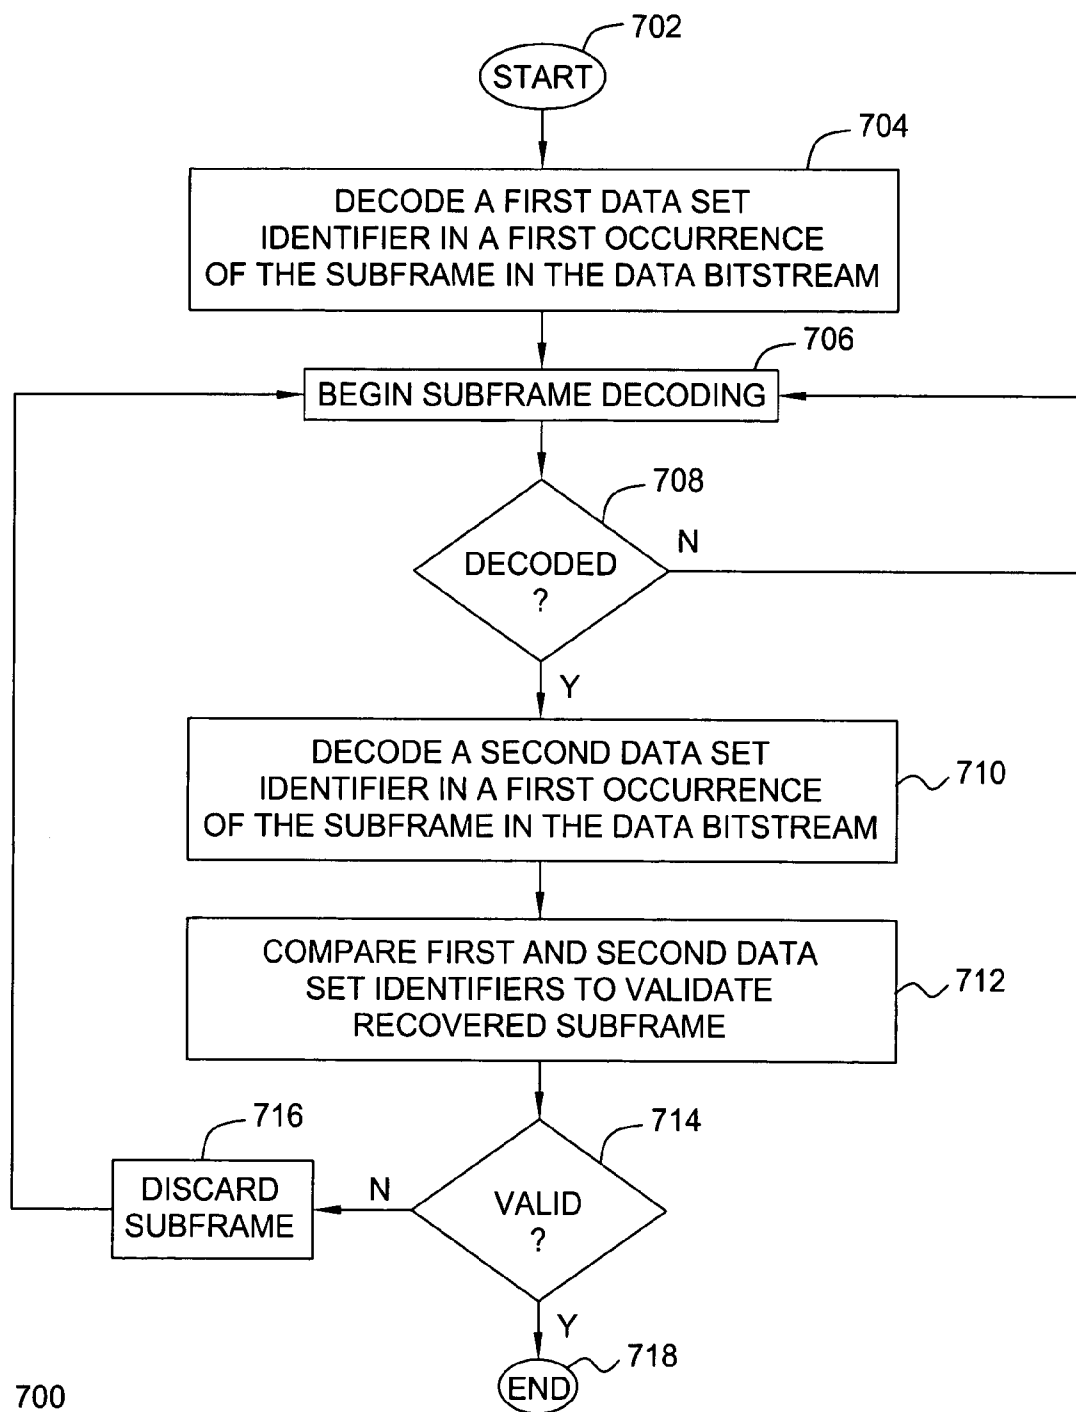 702
START
704
DECODE A FIRST DATA SET
IDENTIFIER IN A FIRST OCCURRENCE
OF THE SUBFRAME IN THE DATA BITSTREAM
706
BEGIN SUBFRAME DECODING
708
DECODED
?
N
Y
DECODE A SECOND DATA SET
IDENTIFIER IN A FIRST OCCURRENCE
OF THE SUBFRAME IN THE DATA BITSTREAM
710
COMPARE FIRST AND SECOND DATA
SET IDENTIFIERS TO VALIDATE
RECOVERED SUBFRAME
712
716
DISCARD
SUBFRAME
N
714
VALID
?
Y
END
718
700